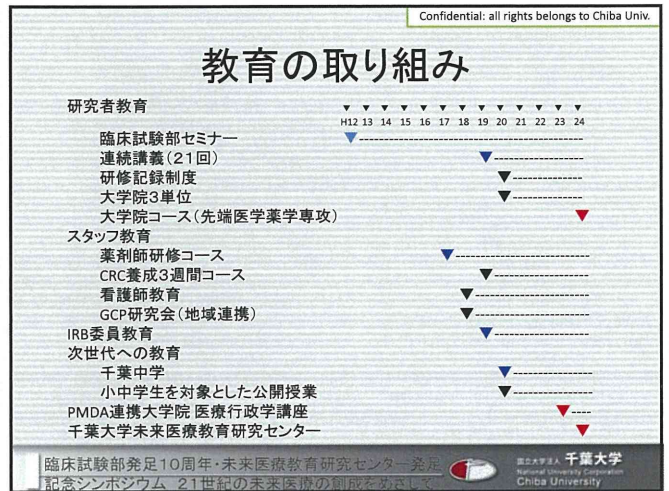 Confidential: all rights belongs to Chiba Univ.
教育の取り組み
研究者教育
H12 13 14 15 16 17 18 19 20 21 22 23 24
臨床試験部セミナー
連続講義(21回)
研修記録制度
大学院3単位
大学院コース(先端医学薬学専攻)
スタッフ教育
薬剤師研修コース
CRC養成3週間コース
看護師教育
GCP研究会(地域連携)
IRB委員教育
次世代への教育
千葉中学
小中学生を対象とした公開授業
PMDA連携大学院 医療行政学講座
千葉大学未来医療教育研究センター
臨床試験部発足10周年・未来医療教育研究センター発足
記念シンポジウム 21世紀の未来医療の創成をめざして
国立大学法人 千葉大学
National University Corporation
Chiba University